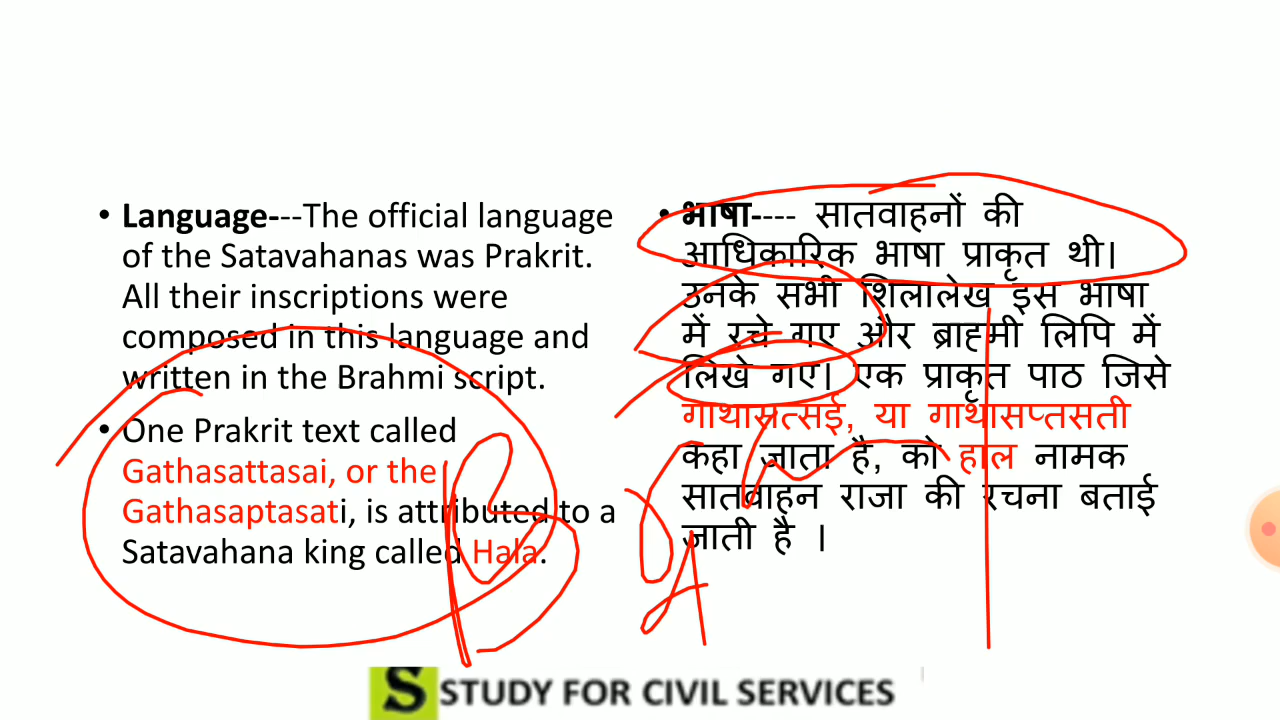 • Language---The official language
of the Satavahanas was Prakrit.
All their inscriptions were
composed in this language and
written in the Brahmi script.
• One Prakrit text called
Gathasattasai, or the
Gathasaptasati, is attributed to a
Satavahana king called Hala.
• भाषा---- सातवाहनों की
आधिकारिक भाषा प्राकृत थी।
उनके सभी शिलालेख इस भाषा
में रचे गए और ब्राह्मी लिपि में
लिखे गए। एक प्राकृत पाठ जिसे
गाथासत्सई, या गाथासप्तसती
कहा जाता है, को हाल नामक
सातवाहन राजा की रचना बताई
जाती है ।
S STUDY FOR CIVIL SERVICES